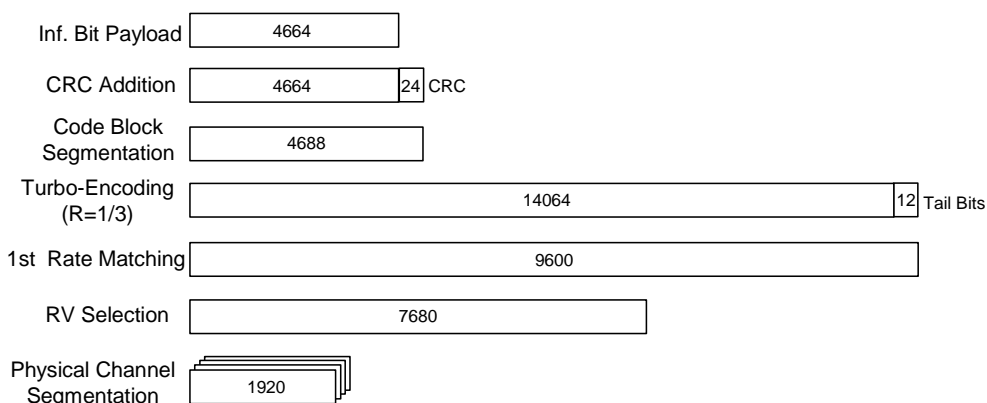 Inf. Bit Payload 4664
CRC Addition 4664 24 CRC
Code Block
Segmentation 4688
Turbo-Encoding
(R=1/3) 14064 12 Tail Bits
1st Rate Matching 9600
RV Selection 7680
Physical Channel
Segmentation 1920